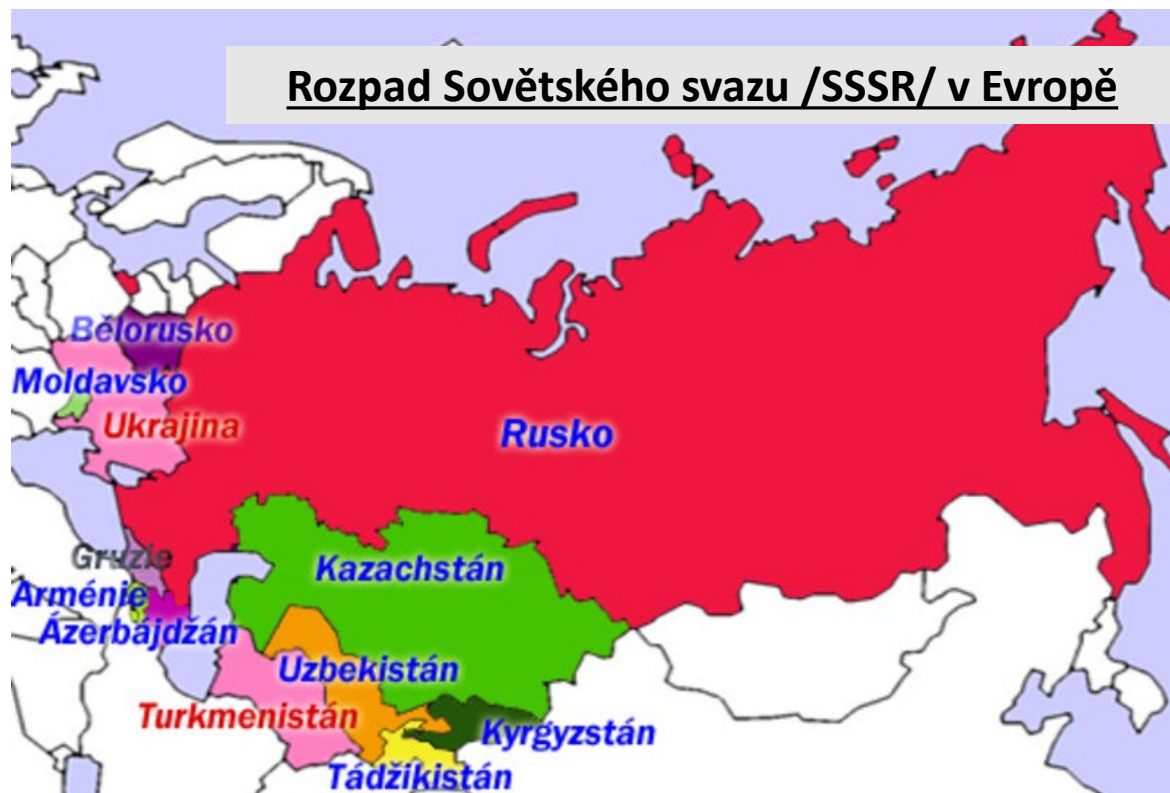 Rozpad Sovětského svazu /SSSR/ v Evropě
Bělorusko
Moldavsko
Ukrajina
Rusko
Gruzie
Kazachstán
Arménie
Ázerbájdžán
Uzbekistán
Turkmenistán
Kyrgyzstán
Tádžikistán